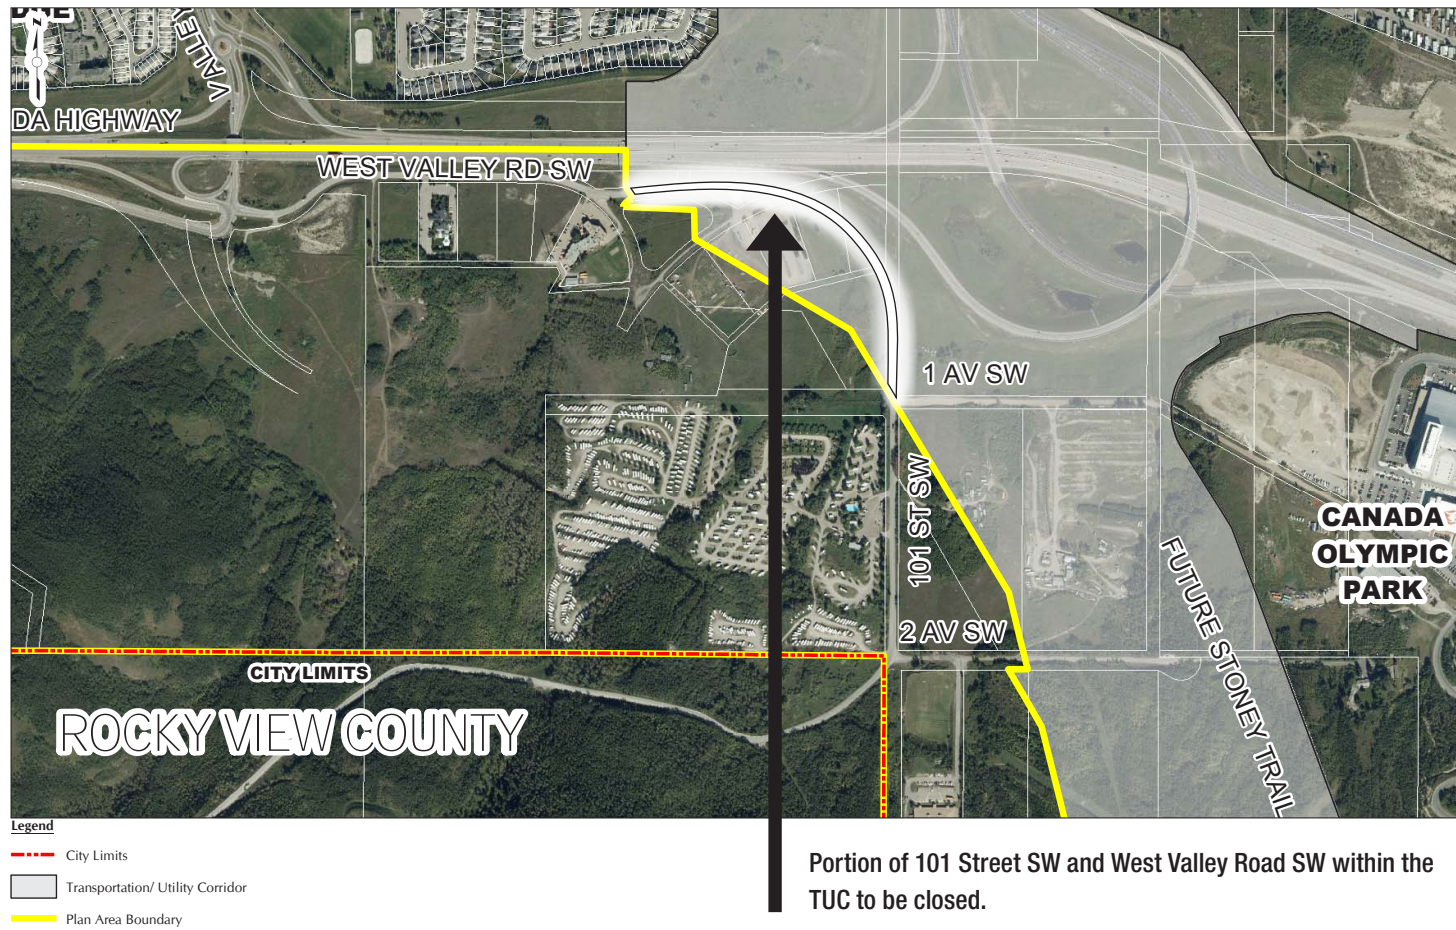 VALLEY
DA HIGHWAY
WEST VALLEY RD SW
1 AV SW
101 ST SW
CANADA
OLYMPIC
PARK
FUTURE STONEY TRAIL
2 AV SW
CITY LIMITS
ROCKY VIEW COUNTY
Legend
City Limits
Transportation/ Utility Corridor
Plan Area Boundary
Portion of 101 Street SW and West Valley Road SW within the
TUC to be closed.